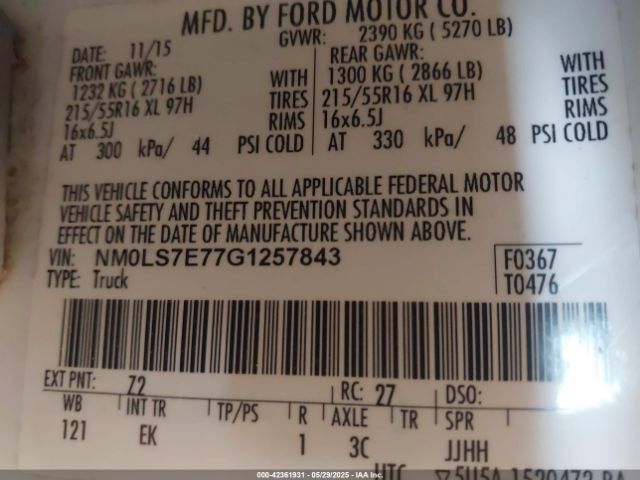 MFD. BY FORD MOTOR CO.
DATE: 11/15
GVWR: 2390 KG ( 5270 LB)
FRONT GAWR:
REAR GAWR:
1232 KG ( 2716 LB)
WITH
1300 KG ( 2866 LB)
WITH
215/55R16 XL 97H
TIRES
215/55R16 XL 97H
TIRES
16x6.5J
RIMS
16x6.5J
RIMS
AT 300 kPa/ 44 PSI COLD
AT 330 kPa/ 48 PSI COLD
THIS VEHICLE CONFORMS TO ALL APPLICABLE FEDERAL MOTOR
VEHICLE SAFETY AND THEFT PREVENTION STANDARDS IN
EFFECT ON THE DATE OF MANUFACTURE SHOWN ABOVE.
VIN: NM0LS7E77G1257843
F0367
TYPE: Truck
T0476
EXT PNT: Z2
RC: 27
DSO:
WB
INT TR
TP/PS
R
AXLE
TR
SPR
121
EK
1
3C
JJHH
UTC
000-42361931 - 05/29/2025 - IAAI Branded Solutions